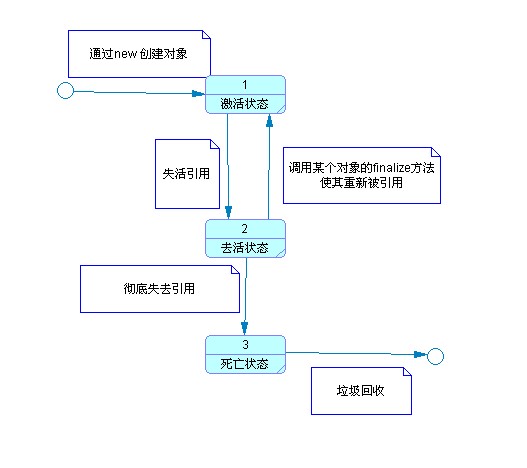 通过new 创建对象
1
激活状态
失活引用
调用某个对象的finalize方法
使其重新被引用
2
去活状态
彻底失去引用
3
死亡状态
垃圾回收